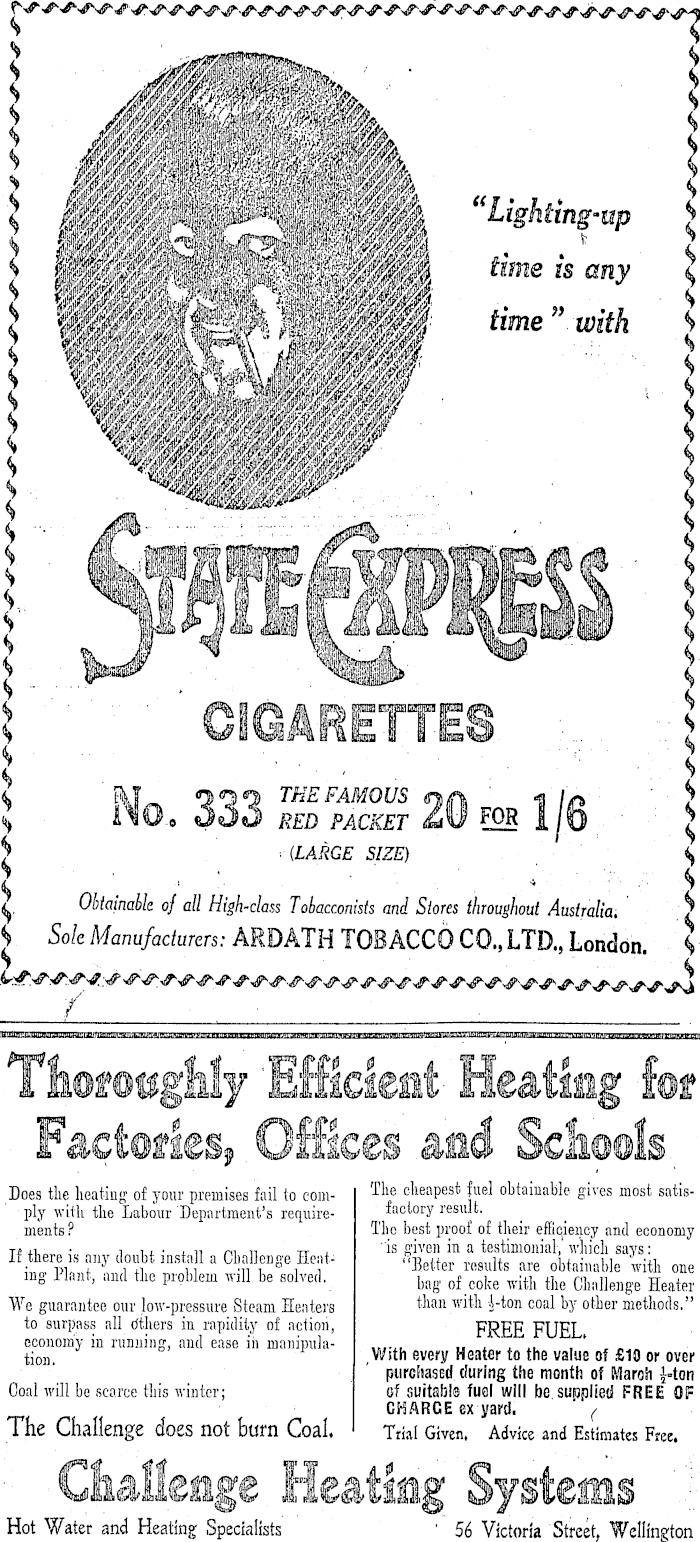 "Lighting-up
time is any
time" with
STATE EXPRESS
CIGARETTES
No. 333 THE FAMOUS RED PACKET 20 FOR 1/6
(LARGE SIZE)
Obtainable of all High-class Tobacconists and Stores throughout Australia.
Sole Manufacturers: ARDATH TOBACCO CO., LTD., London.
Thoroughly Efficient Heating for
Factories, Offices and Schools
Does the heating of your premises fail to com-
ply with the Labour Department's require-
ments?
If there is any doubt install a Challenge Heat-
ing Plant, and the problem will be solved.
We guarantee our low-pressure Steam Heaters
to surpass all others in rapidity of action,
economy in running, and ease in manipula-
tion.
Coal will be scarce this winter;
The Challenge does not burn Coal.
The cheapest fuel obtainable gives most satis-
factory result.
The best proof of their efficiency and economy
is given in a testimonial, which says:
"Better results are obtainable with one
bag of coke with the Challenge Heater
than with ½-ton coal by other methods."
FREE FUEL.
With every Heater to the value of £10 or over
purchased during the month of March ½-ton
of suitable fuel will be supplied FREE OF
CHARGE ex yard.
Trial Given. Advice and Estimates Free.
Challenge Heating Systems
Hot Water and Heating Specialists 56 Victoria Street, Wellington